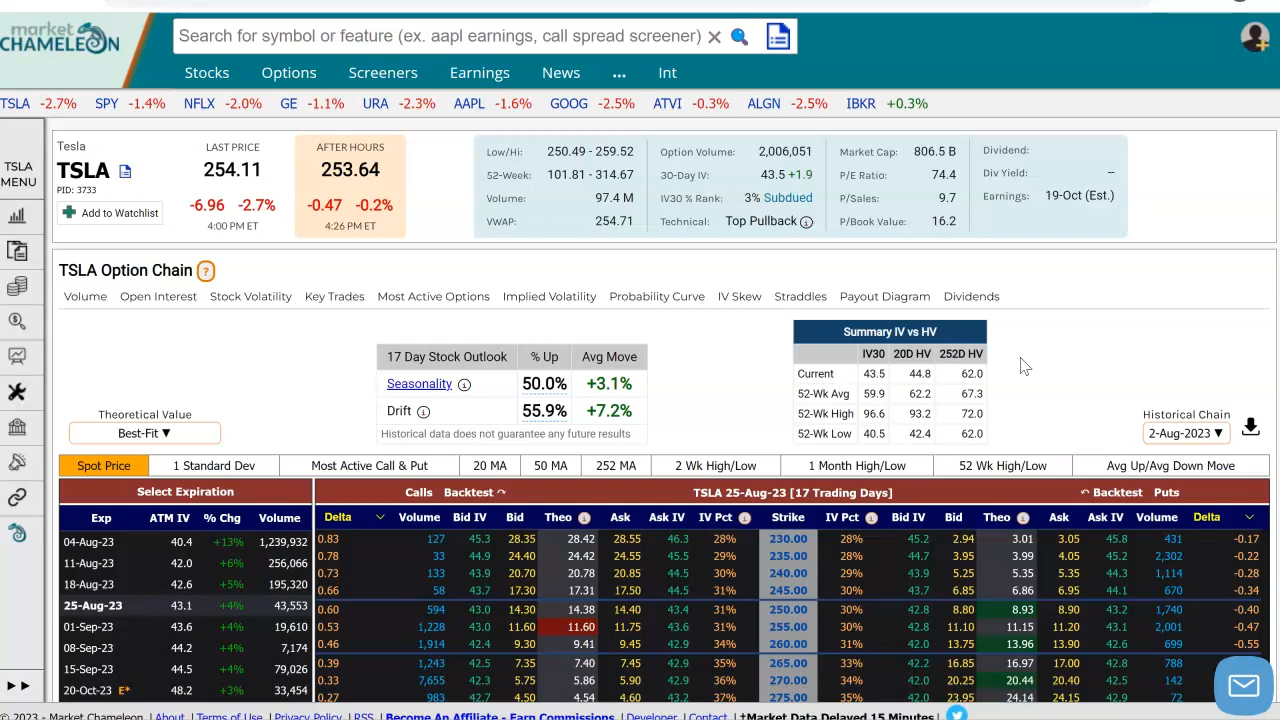 market
CHAMELEON
Search for symbol or feature (ex. aapl earnings, call spread screener)
Stocks Options Screeners Earnings News ... Int
TSLA -2.7% SPY -1.4% NFLX -2.0% GE -1.1% URA -2.3% AAPL -1.6% GOOG -2.5% ATVI -0.3% ALGN -2.5% IBKR +0.3%
TSLA
MENU
Tesla
TSLA
PID: 3733
Add to Watchlist
LAST PRICE
254.11
-6.96 -2.7%
4:00 PM ET
AFTER HOURS
253.64
-0.47 -0.2%
4:26 PM ET
Low/Hi: 250.49 - 259.52
52-Week: 101.81 - 314.67
Volume: 97.4 M
VWAP: 254.71
Option Volume: 2,006,051
30-Day IV: 43.5 +1.9
IV30 % Rank: 3% Subdued
Technical: Top Pullback
Market Cap: 806.5 B
P/E Ratio: 74.4
P/Sales: 9.7
P/Book Value: 16.2
Dividend:
Div Yield: --
Earnings: 19-Oct (Est.)
TSLA Option Chain ?
Volume Open Interest Stock Volatility Key Trades Most Active Options Implied Volatility Probability Curve IV Skew Straddles Payout Diagram Dividends
17 Day Stock Outlook % Up Avg Move
Seasonality 50.0% +3.1%
Drift 55.9% +7.2%
Historical data does not guarantee any future results
Summary IV vs HV
IV30 20D HV 252D HV
Current 43.5 44.8 62.0
52-Wk Avg 59.9 62.2 67.3
52-Wk High 96.6 93.2 72.0
52-Wk Low 40.5 42.4 62.0
Theoretical Value
Best-Fit ▼
Historical Chain
2-Aug-2023 ▼
Spot Price 1 Standard Dev Most Active Call & Put 20 MA 50 MA 252 MA 2 Wk High/Low 1 Month High/Low 52 Wk High/Low Avg Up/Avg Down Move
Select Expiration
Exp ATM IV % Chg Volume
04-Aug-23 40.4 +13% 1,239,932
11-Aug-23 42.0 +6% 256,066
18-Aug-23 42.6 +5% 195,320
25-Aug-23 43.1 +4% 43,553
01-Sep-23 43.6 +4% 19,610
08-Sep-23 44.2 +4% 7,174
15-Sep-23 44.5 +4% 79,026
20-Oct-23 E* 48.2 +3% 33,454
Calls Backtest TSLA 25-Aug-23 [17 Trading Days] Backtest Puts
Delta Volume Bid IV Bid Theo Ask Ask IV IV Pct Strike IV Pct Bid IV Bid Theo Ask Ask IV Volume Delta
0.83 127 45.3 28.35 28.42 28.55 46.3 28% 230.00 28% 45.2 2.94 3.01 3.05 45.8 431 -0.17
0.78 33 44.9 24.40 24.42 24.55 45.5 29% 235.00 28% 44.7 3.95 3.99 4.05 45.2 2,302 -0.22
0.73 133 43.9 20.70 20.78 20.85 44.5 30% 240.00 29% 43.9 5.25 5.35 5.35 44.3 1,114 -0.28
0.66 58 43.7 17.30 17.31 17.50 44.5 31% 245.00 30% 43.7 6.85 6.86 6.95 44.1 670 -0.34
0.60 594 43.0 14.30 14.38 14.40 43.4 31% 250.00 30% 42.8 8.80 8.93 8.90 43.2 1,740 -0.40
0.53 1,228 43.0 11.60 11.60 11.75 43.6 31% 255.00 30% 42.8 11.10 11.15 11.20 43.1 2,001 -0.47
0.46 1,914 42.4 9.30 9.41 9.45 42.9 34% 260.00 31% 42.0 13.75 13.96 13.90 42.6 699 -0.55
0.39 1,243 42.5 7.35 7.40 7.45 42.9 35% 265.00 33% 42.2 16.85 16.97 17.00 42.8 788
0.33 7,655 42.3 5.75 5.86 5.90 42.9 36% 270.00 34% 42.0 20.25 20.44 20.40 42.5 142
0.27 983 42.7 4.50 4.54 4.60 43.2 37% 275.00 35% 42.0 23.95 24.14 24.15 42.9 72
© 2023 - Market Chameleon | About | Terms of Use | Privacy Policy | RSS | Become An Affiliate - Earn Commissions | Developer | Contact | †Market Data Delayed 15 Minutes |